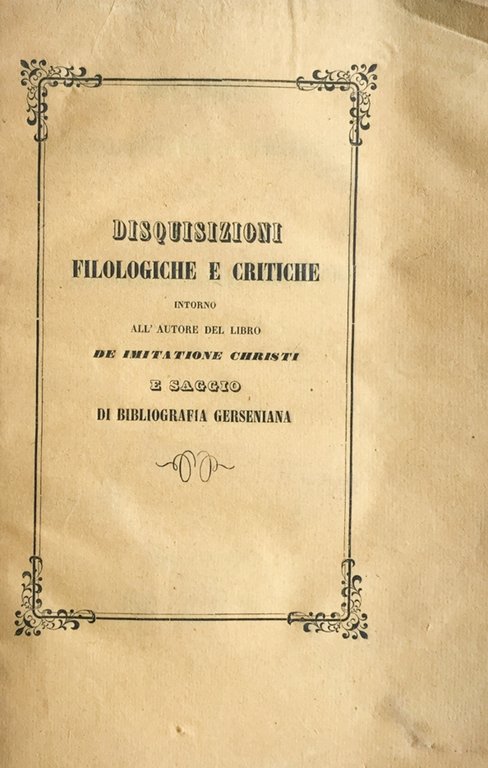 DISQUISIZIONI
FILOLOGICHE E CRITICHE
INTORNO
ALL' AUTORE DEL LIBRO
DE IMITATIONE CHRISTI
E SAGGIO
DI BIBLIOGRAFIA GERSENIANA